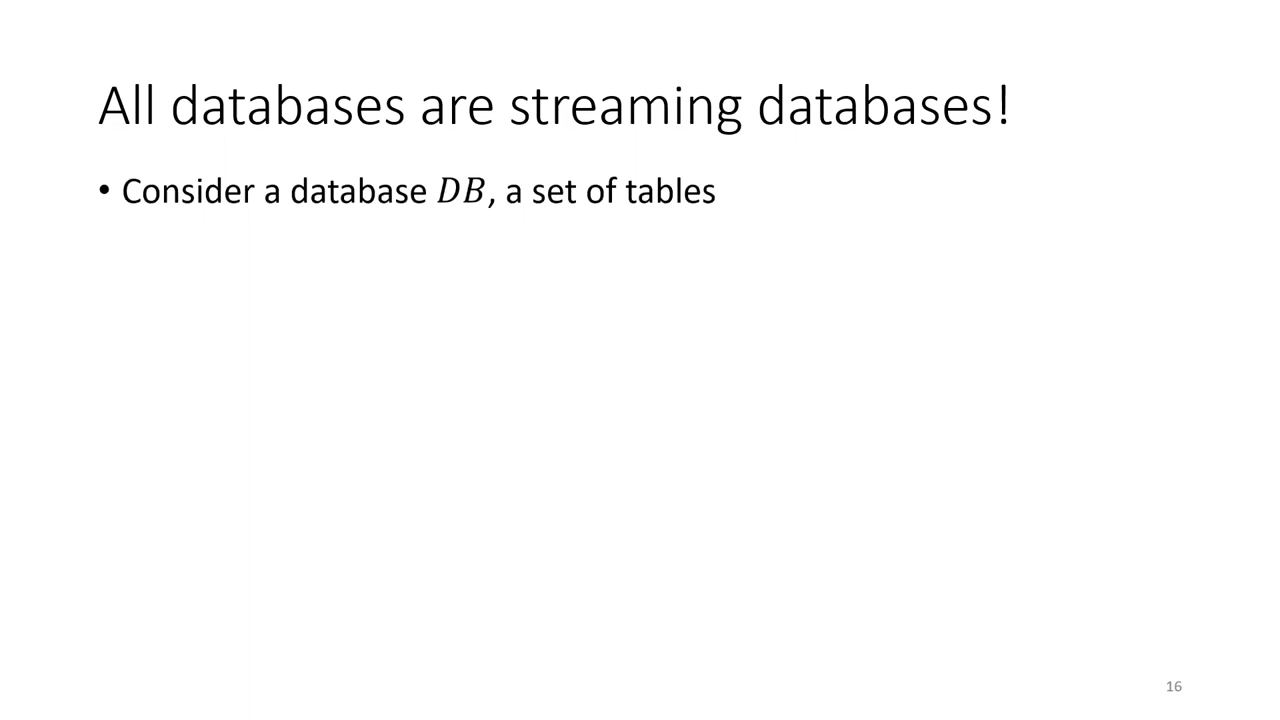 All databases are streaming databases!
• Consider a database 𝐷𝐵, a set of tables
16